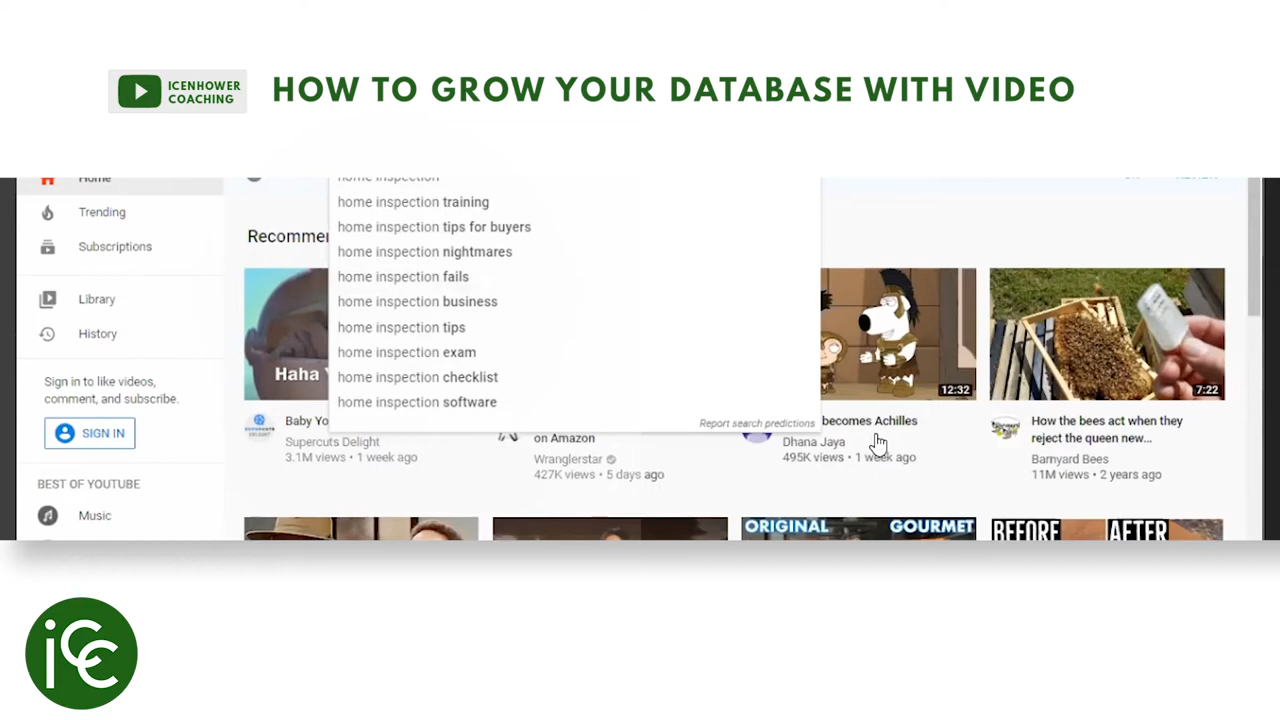 ICENHOWER
COACHING
HOW TO GROW YOUR DATABASE WITH VIDEO
Home
home inspection
Trending
home inspection training
home inspection tips for buyers
Recommen
Subscriptions
home inspection nightmares
home inspection fails
Library
home inspection business
History
home inspection tips
home inspection exam
Sign in to like videos,
comment, and subscribe.
home inspection checklist
home inspection software
SIGN IN
Report search predictions
Haha Y
12:32
7:22
Baby Yo
Supercuts Delight
3.1M views • 1 week ago
on Amazon
Wranglerstar
427K views • 5 days ago
becomes Achilles
Dhana Jaya
495K views • 1 week ago
How the bees act when they
reject the queen new...
Barnyard Bees
11M views • 2 years ago
BEST OF YOUTUBE
Music
ORIGINAL GOURMET
BEFORE AFTER
iCC